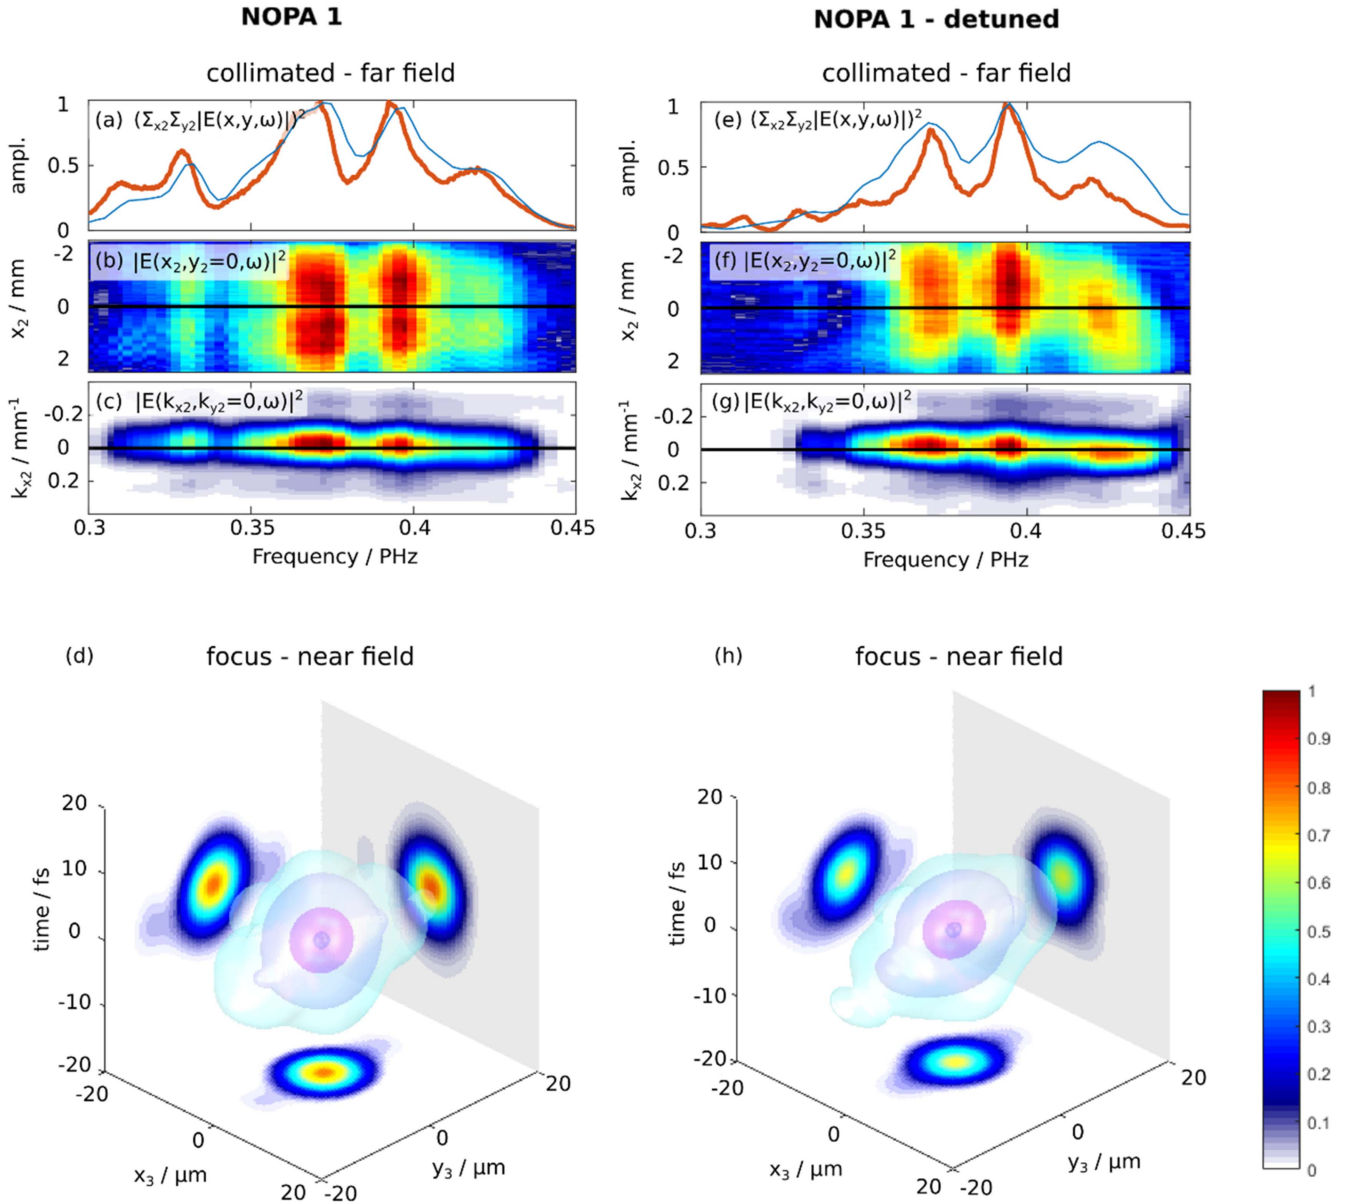 NOPA 1
NOPA 1 - detuned
collimated - far field
collimated - far field
(a) (Σx2Σy2|E(x,y,ω)|)²
ampl.
1
0.5
0
(e) (Σx2Σy2|E(x,y,ω)|)²
ampl.
1
0.5
0
(b) |E(x₂,y₂=0,ω)|²
x₂ / mm
-2
0
2
(f) |E(x₂,y₂=0,ω)|²
x₂ / mm
-2
0
2
(c) |E(kx2,ky2=0,ω)|²
kx2 / mm⁻¹
-0.2
0
0.2
(g) |E(kx2,ky2=0,ω)|²
kx2 / mm⁻¹
-0.2
0
0.2
0.3 0.35 0.4 0.45
Frequency / PHz
0.3 0.35 0.4 0.45
Frequency / PHz
(d) focus - near field
(h) focus - near field
time / fs
20
10
0
-10
-20
-20
0
20
x₃ / μm
-20
0
20
y₃ / μm
time / fs
20
10
0
-10
-20
-20
0
20
x₃ / μm
-20
0
20
y₃ / μm
1
0.9
0.8
0.7
0.6
0.5
0.4
0.3
0.2
0.1
0